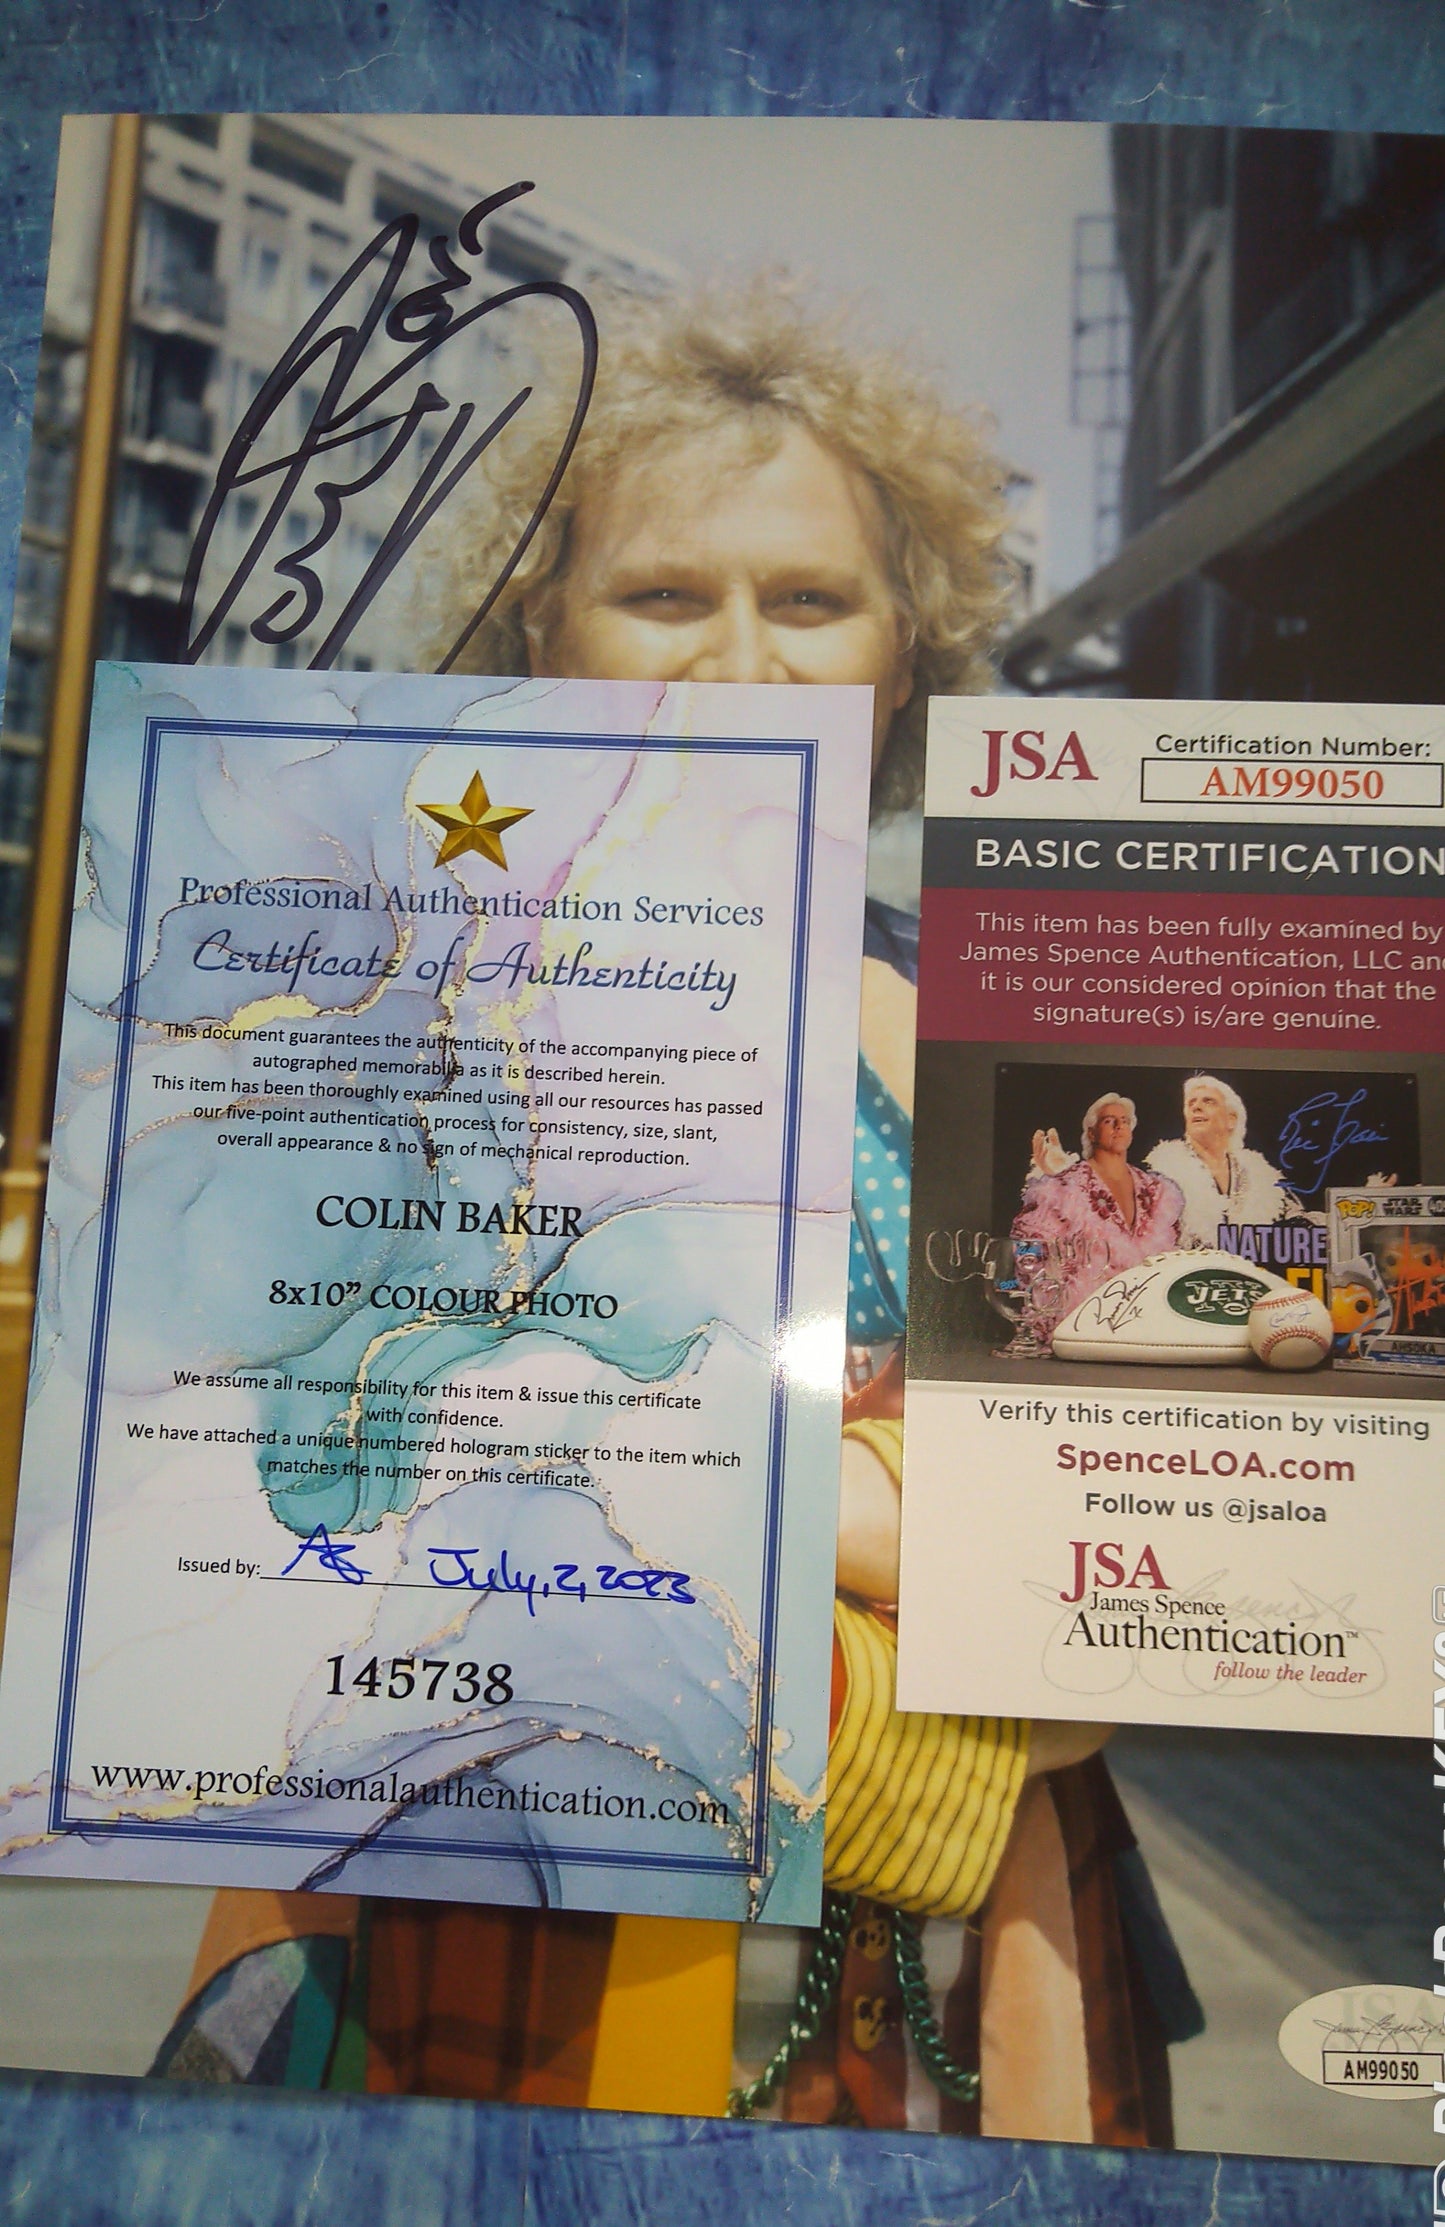 Professional Authentication Services
Certificate of Authenticity
This document guarantees the authenticity of the accompanying piece of
autographed memorabilia as it is described herein.
This item has been thoroughly examined using all our resources has passed
our five-point authentication process for consistency, size, slant,
overall appearance & no sign of mechanical reproduction.
COLIN BAKER
8x10” COLOUR PHOTO
We assume all responsibility for this item & issue this certificate
with confidence.
We have attached a unique numbered hologram sticker to the item which
matches the number on this certificate.
Issued by: July, 2, 2023
145738
www.professionalauthentication.com
JSA
Certification Number:
AM99050
BASIC CERTIFICATION
This item has been fully examined by
James Spence Authentication, LLC and
it is our considered opinion that the
signature(s) is/are genuine.
NATURE
POP! STAR WARS
JETS
AHSOKA
Verify this certification by visiting
SpenceLOA.com
Follow us @jsaloa
JSA
James Spence
Authentication™
follow the leader
JSA
AM99050